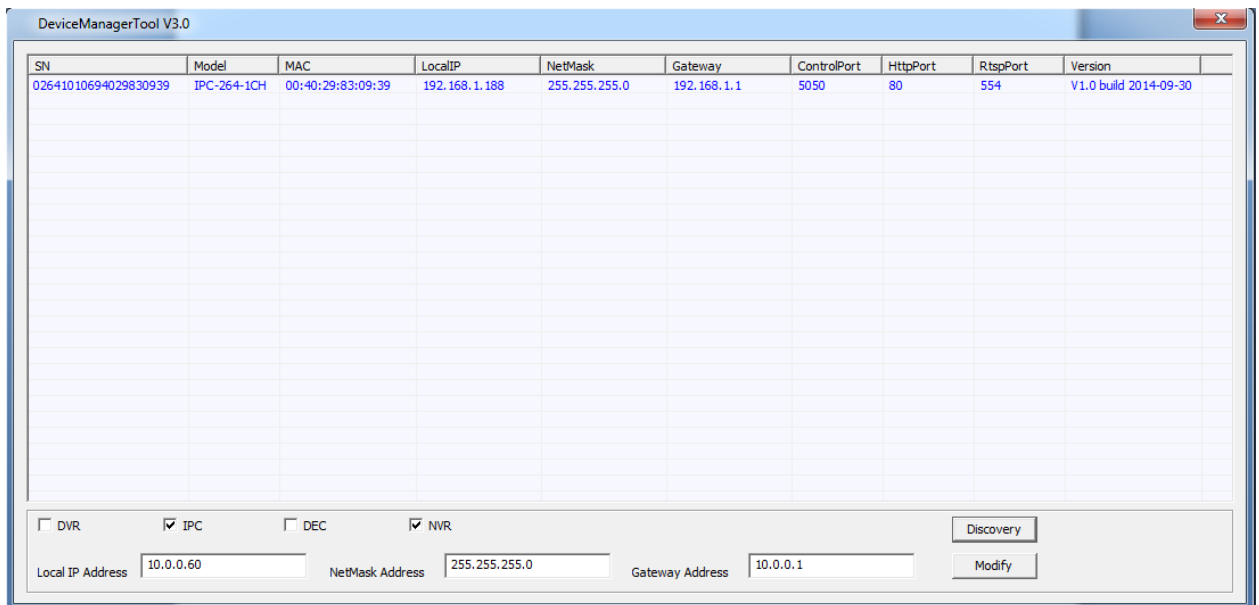 DeviceManagerTool V3.0
SN Model MAC LocalIP NetMask Gateway ControlPort HttpPort RtspPort Version
02641010694029830939 IPC-264-1CH 00:40:29:83:09:39 192.168.1.188 255.255.255.0 192.168.1.1 5050 80 554 V1.0 build 2014-09-30
DVR IPC DEC NVR Discovery
Local IP Address 10.0.0.60 NetMask Address 255.255.255.0 Gateway Address 10.0.0.1 Modify